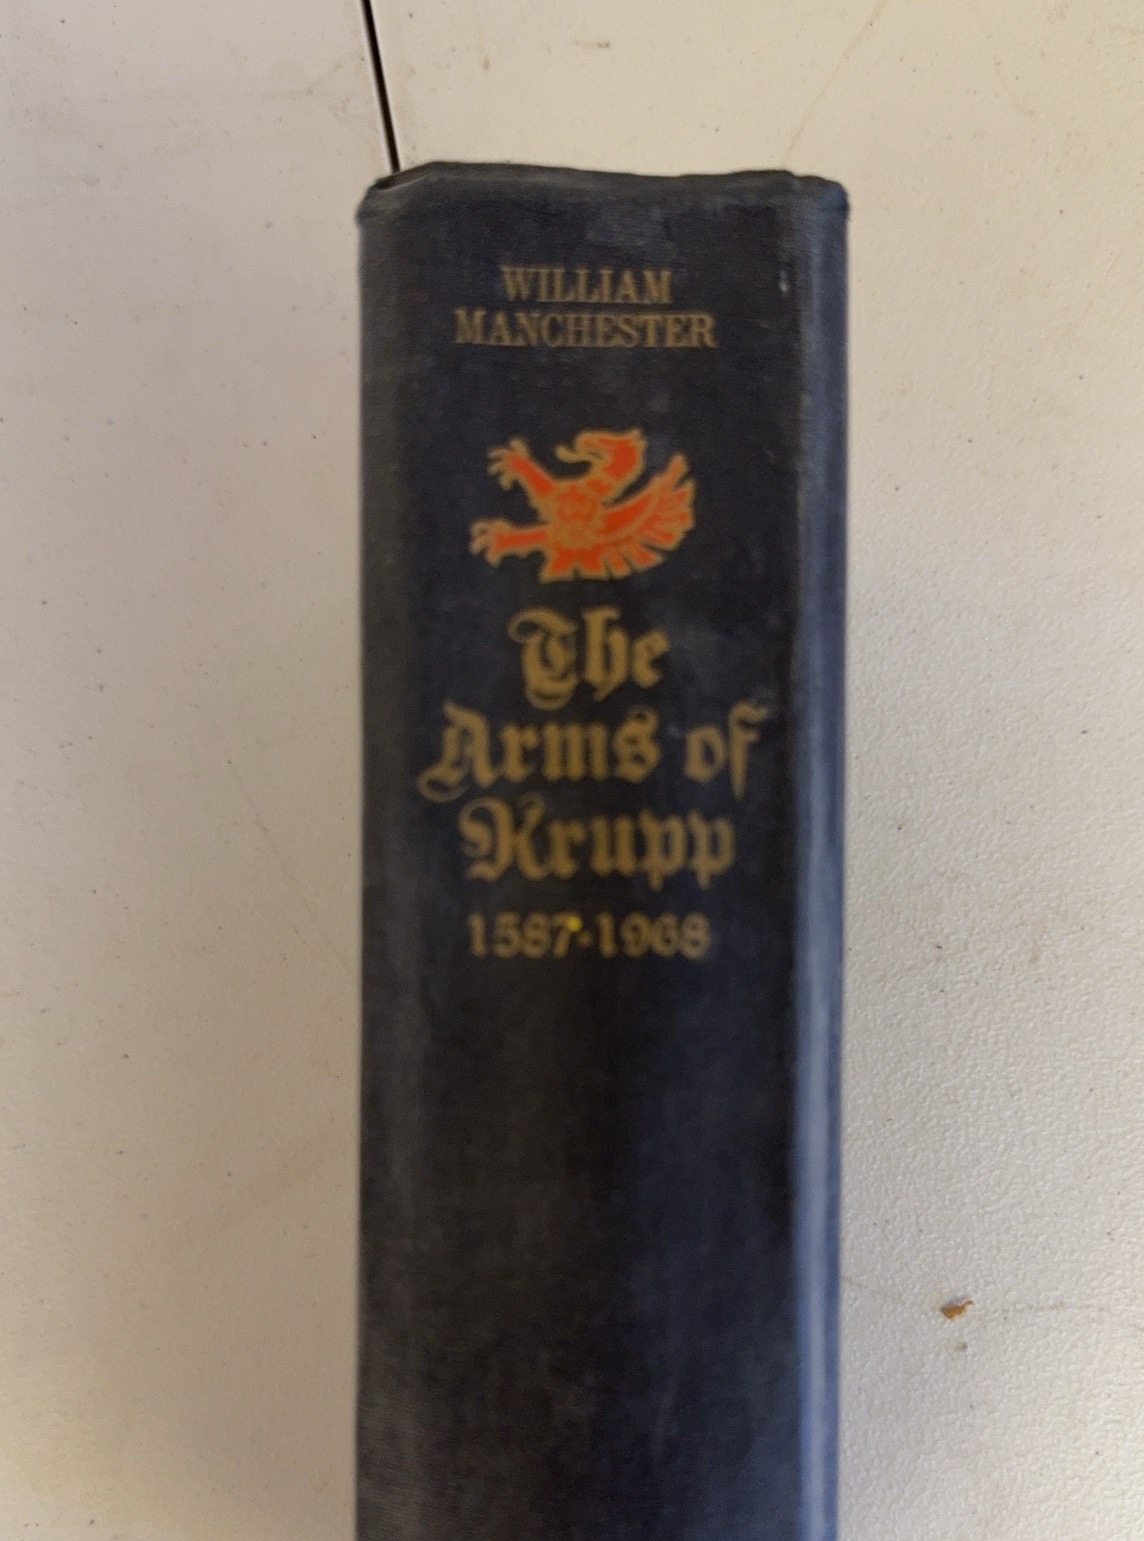 WILLIAM
MANCHESTER
The
Arms of
Krupp
1587-1968